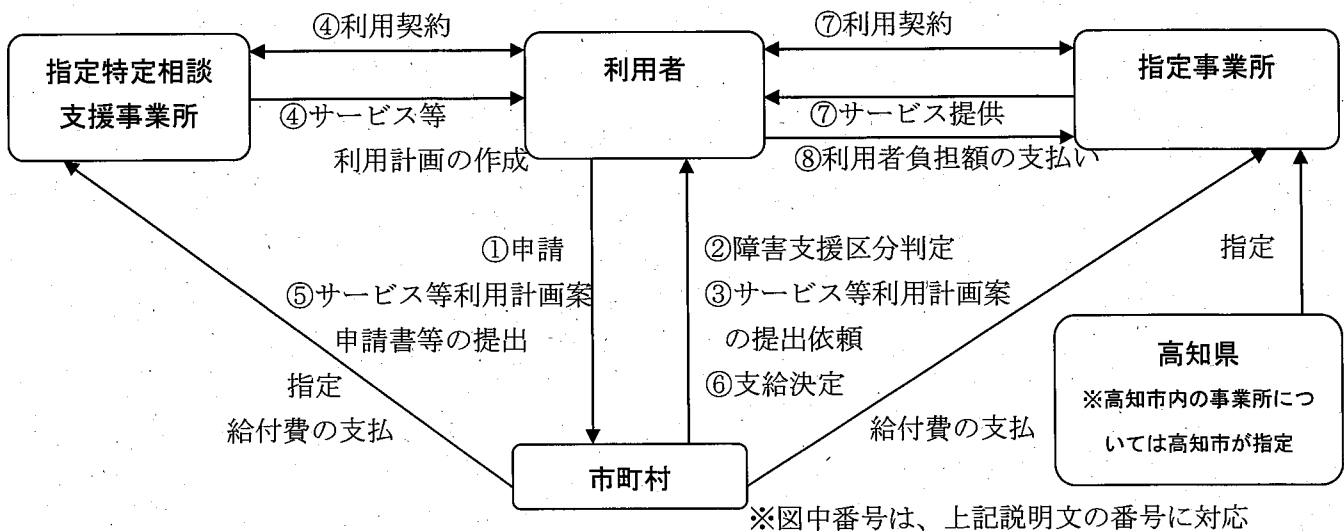 ④利用契約
⑦利用契約
指定特定相談
支援事業所
利用者
指定事業所
④サービス等
利用計画の作成
⑦サービス提供
⑧利用者負担額の支払い
①申請
⑤サービス等利用計画案
申請書等の提出
②障害支援区分判定
③サービス等利用計画案
の提出依頼
⑥支給決定
指定
指定
給付費の支払
給付費の支払
高知県
※高知市内の事業所につ
いては高知市が指定
市町村
※図中番号は、上記説明文の番号に対応